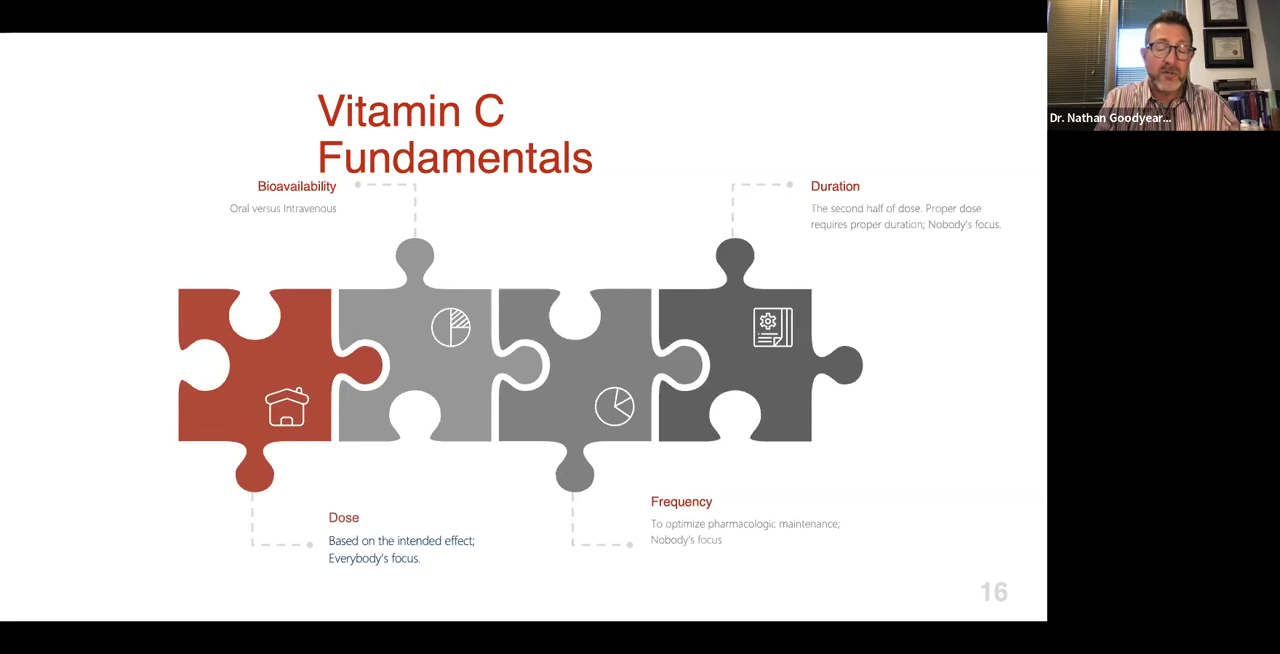 Vitamin C
Fundamentals
Bioavailability
Oral versus Intravenous
Duration
The second half of dose. Proper dose
requires proper duration; Nobody's focus.
Dose
Based on the intended effect;
Everybody's focus.
Frequency
To optimize pharmacologic maintenance;
Nobody's focus
16
Dr. Nathan Goodyear...